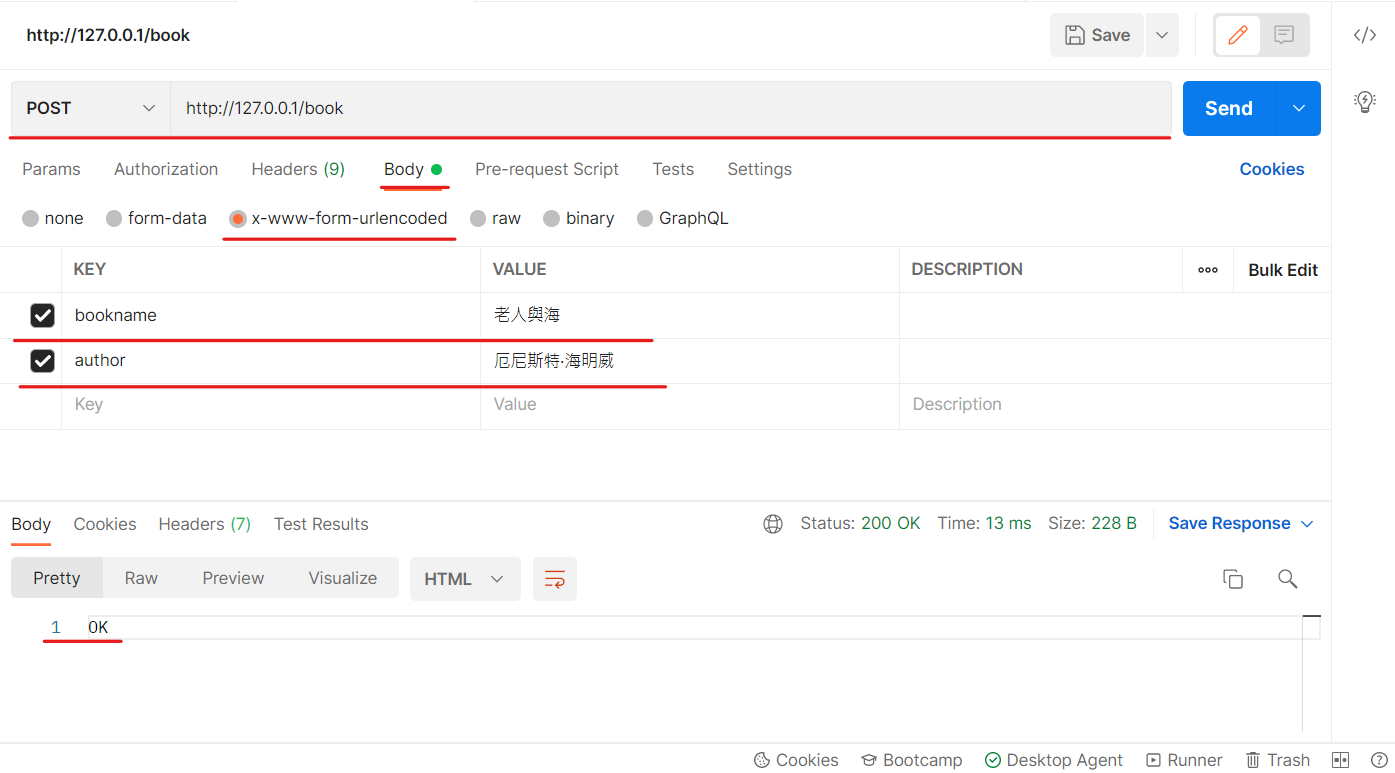 http://127.0.0.1/book Save
POST http://127.0.0.1/book Send
Params Authorization Headers (9) Body Pre-request Script Tests Settings Cookies
none form-data x-www-form-urlencoded raw binary GraphQL
KEY VALUE DESCRIPTION Bulk Edit
bookname 老人與海
author 厄尼斯特·海明威
Key Value Description
Body Cookies Headers (7) Test Results Status: 200 OK Time: 13 ms Size: 228 B Save Response
Pretty Raw Preview Visualize HTML
1 OK
Cookies Bootcamp Desktop Agent Runner Trash